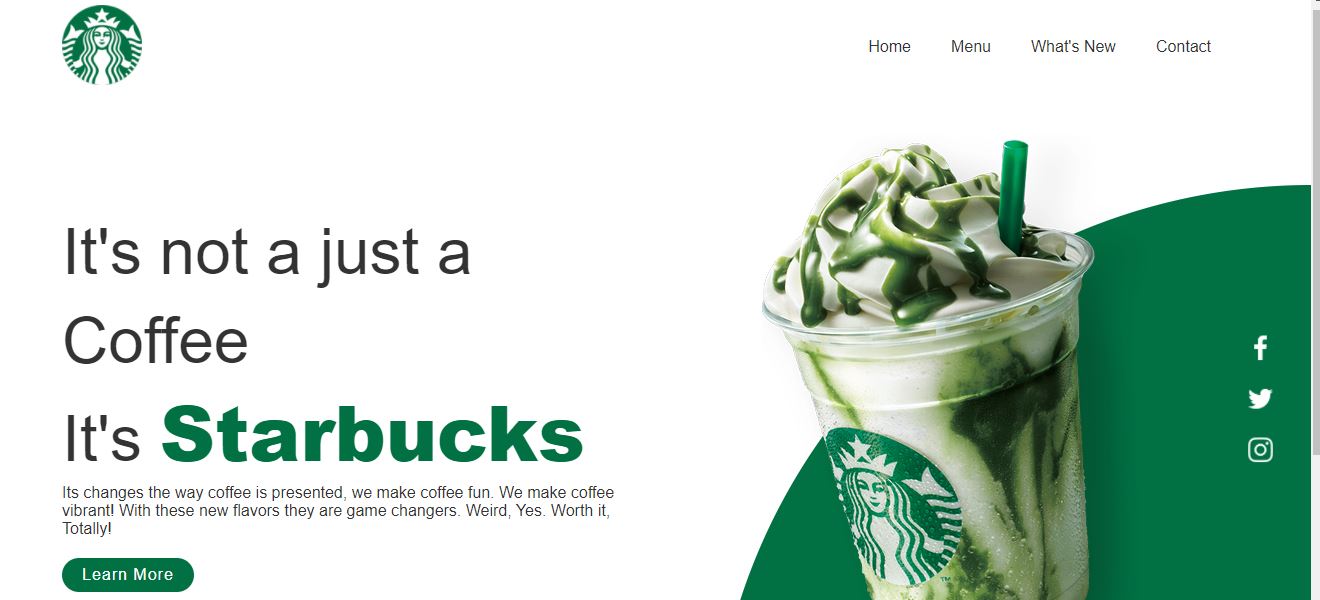 Home Menu What's New Contact
It's not a just a
Coffee
It's Starbucks
Its changes the way coffee is presented, we make coffee fun. We make coffee
vibrant! With these new flavors they are game changers. Weird, Yes. Worth it,
Totally!
Learn More
TM